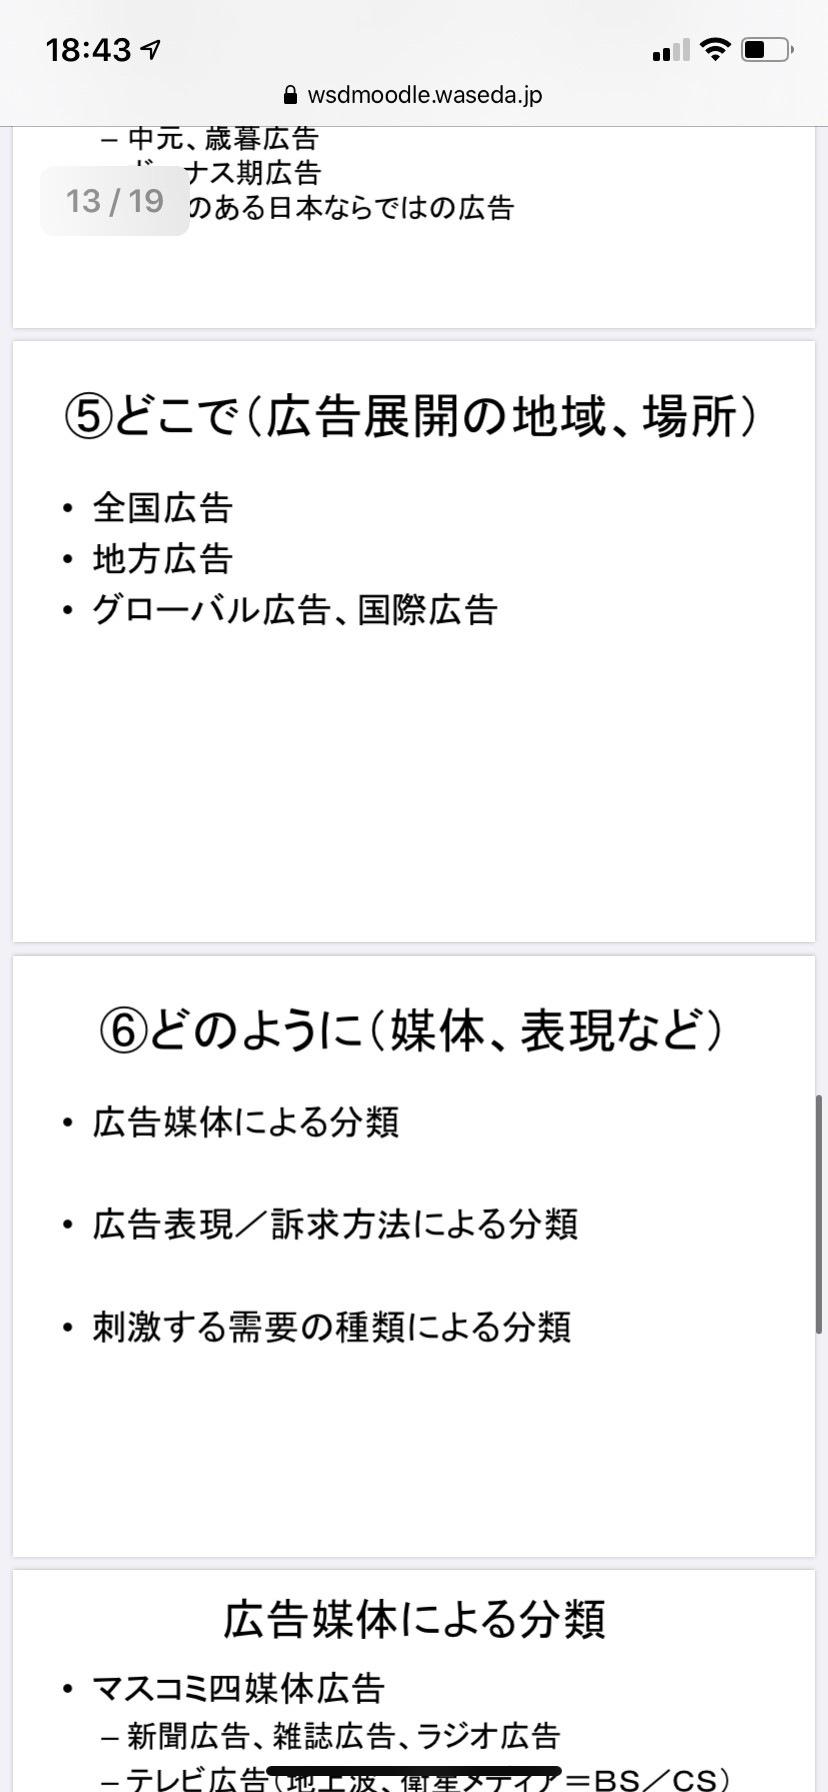 18:43
wsdmoodle.waseda.jp
– 中元、歳暮広告
ナス期広告
13 / 19
のある日本ならではの広告
⑤どこで（広告展開の地域、場所）
• 全国広告
• 地方広告
• グローバル広告、国際広告
⑥どのように（媒体、表現など）
• 広告媒体による分類
• 広告表現／訴求方法による分類
• 刺激する需要の種類による分類
広告媒体による分類
• マスコミ四媒体広告
– 新聞広告、雑誌広告、ラジオ広告
– テレビ広告（地上波、衛星メディア＝BS／CS）